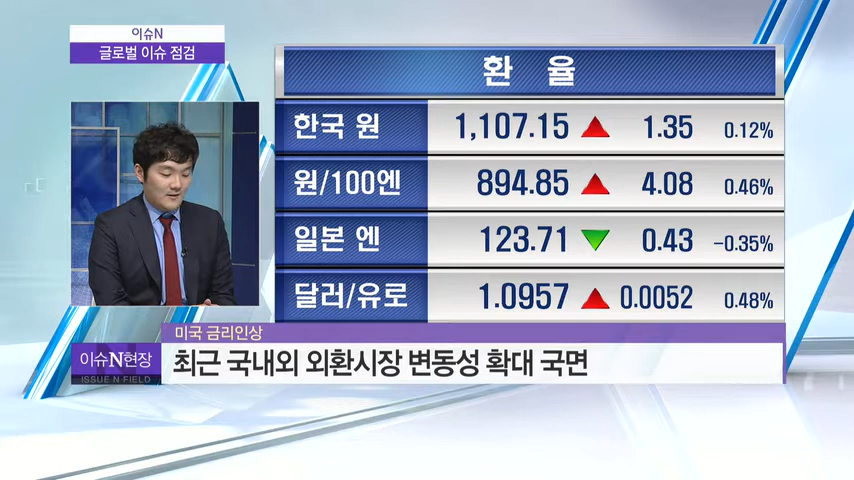 이슈N
글로벌 이슈 점검
환 율
한국 원 1,107.15 ▲ 1.35 0.12%
원/100엔 894.85 ▲ 4.08 0.46%
일본 엔 123.71 ▼ 0.43 -0.35%
달러/유로 1.0957 ▲ 0.0052 0.48%
미국 금리인상
이슈N현장
ISSUE N FIELD
최근 국내외 외환시장 변동성 확대 국면